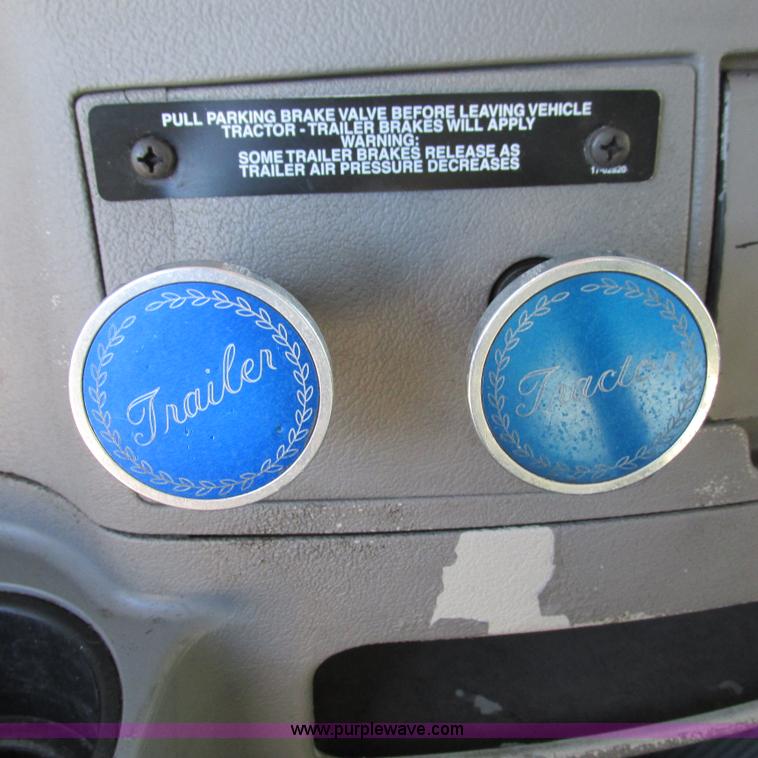 PULL PARKING BRAKE VALVE BEFORE LEAVING VEHICLE
TRACTOR - TRAILER BRAKES WILL APPLY
WARNING:
SOME TRAILER BRAKES RELEASE AS
TRAILER AIR PRESSURE DECREASES
Trailer
Tractor
www.purplewave.com